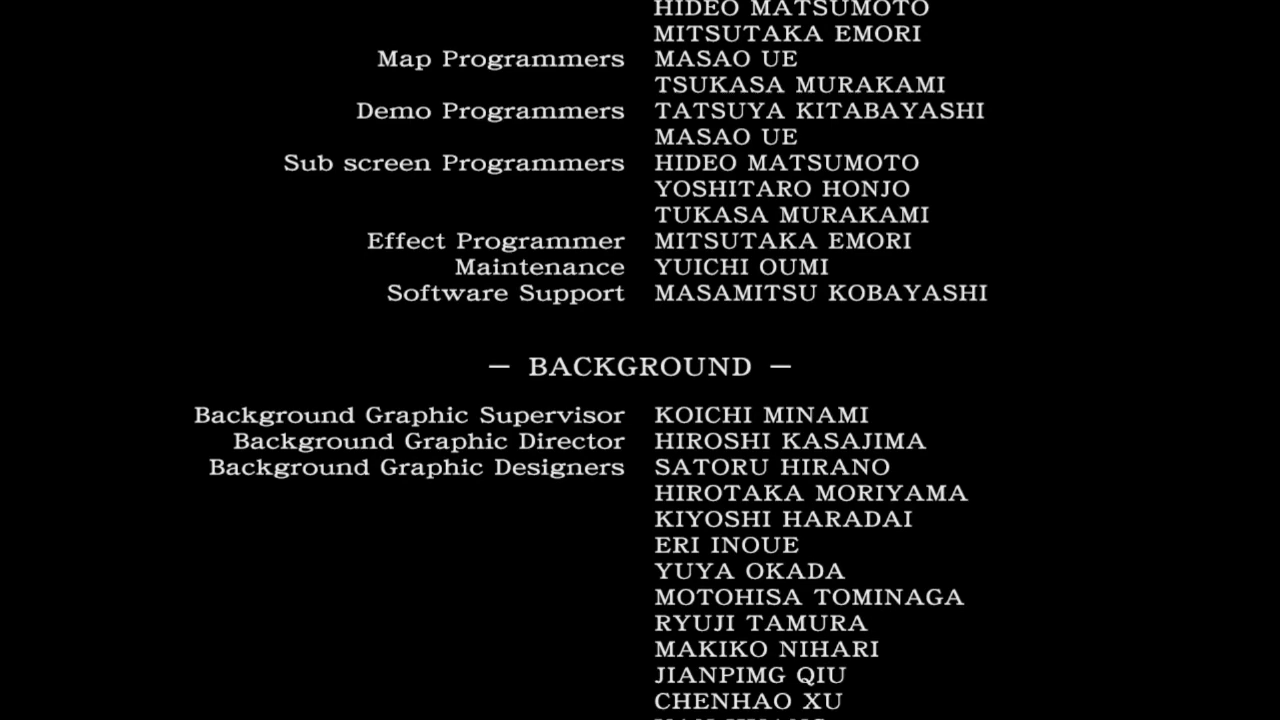 HIDEO MATSUMOTO
MITSUTAKA EMORI
Map Programmers MASAO UE
TSUKASA MURAKAMI
Demo Programmers TATSUYA KITABAYASHI
MASAO UE
Sub screen Programmers HIDEO MATSUMOTO
YOSHITARO HONJO
TUKASA MURAKAMI
Effect Programmer MITSUTAKA EMORI
Maintenance YUICHI OUMI
Software Support MASAMITSU KOBAYASHI
— BACKGROUND —
Background Graphic Supervisor KOICHI MINAMI
Background Graphic Director HIROSHI KASAJIMA
Background Graphic Designers SATORU HIRANO
HIROTAKA MORIYAMA
KIYOSHI HARADAI
ERI INOUE
YUYA OKADA
MOTOHISA TOMINAGA
RYUJI TAMURA
MAKIKO NIHARI
JIANPIMG QIU
CHENHAO XU